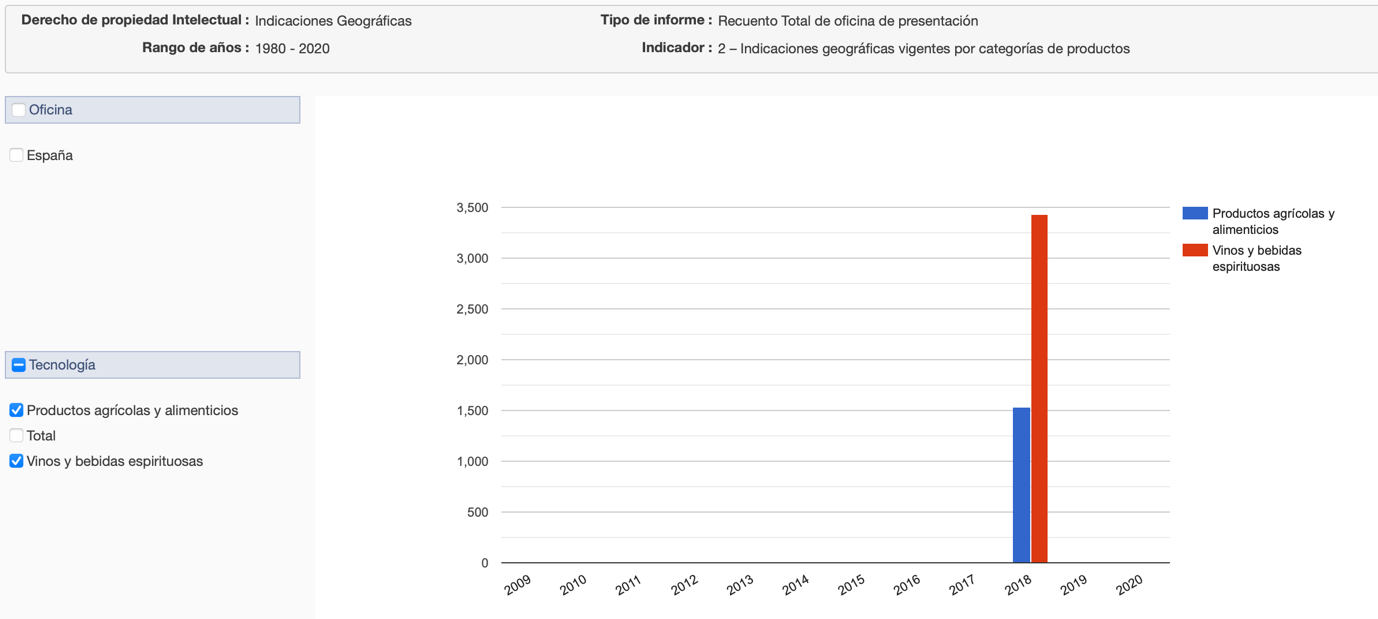 Derecho de propiedad Intelectual : Indicaciones Geográficas Tipo de informe : Recuento Total de oficina de presentación
Rango de años : 1980 - 2020 Indicador : 2 – Indicaciones geográficas vigentes por categorías de productos
Oficina
España
Tecnología
Productos agrícolas y alimenticios
Total
Vinos y bebidas espirituosas
3,500
3,000
2,500
2,000
1,500
1,000
500
0
2009 2010 2011 2012 2013 2014 2015 2016 2017 2018 2019 2020
Productos agrícolas y
alimenticios
Vinos y bebidas
espirituosas